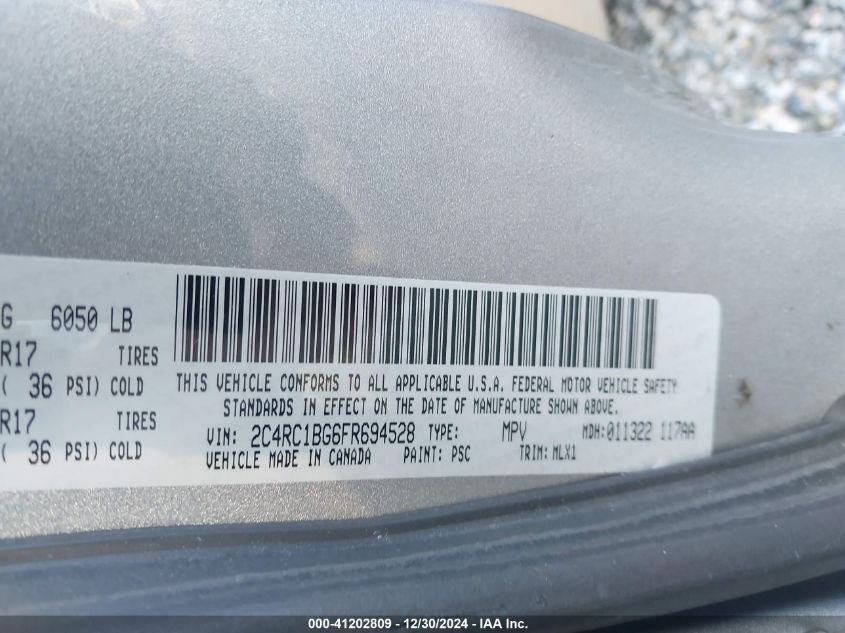 G 6050 LB
R17 TIRES
( 36 PSI) COLD
R17 TIRES
( 36 PSI) COLD
THIS VEHICLE CONFORMS TO ALL APPLICABLE U.S.A. FEDERAL MOTOR VEHICLE SAFETY
STANDARDS IN EFFECT ON THE DATE OF MANUFACTURE SHOWN ABOVE.
VIN: 2C4RC1BG6FR694528 TYPE: MPV MDH: 011322 117AA
VEHICLE MADE IN CANADA PAINT: PSC TRIM: MLX1
000-41202809 - 12/30/2024 - IAA Inc.